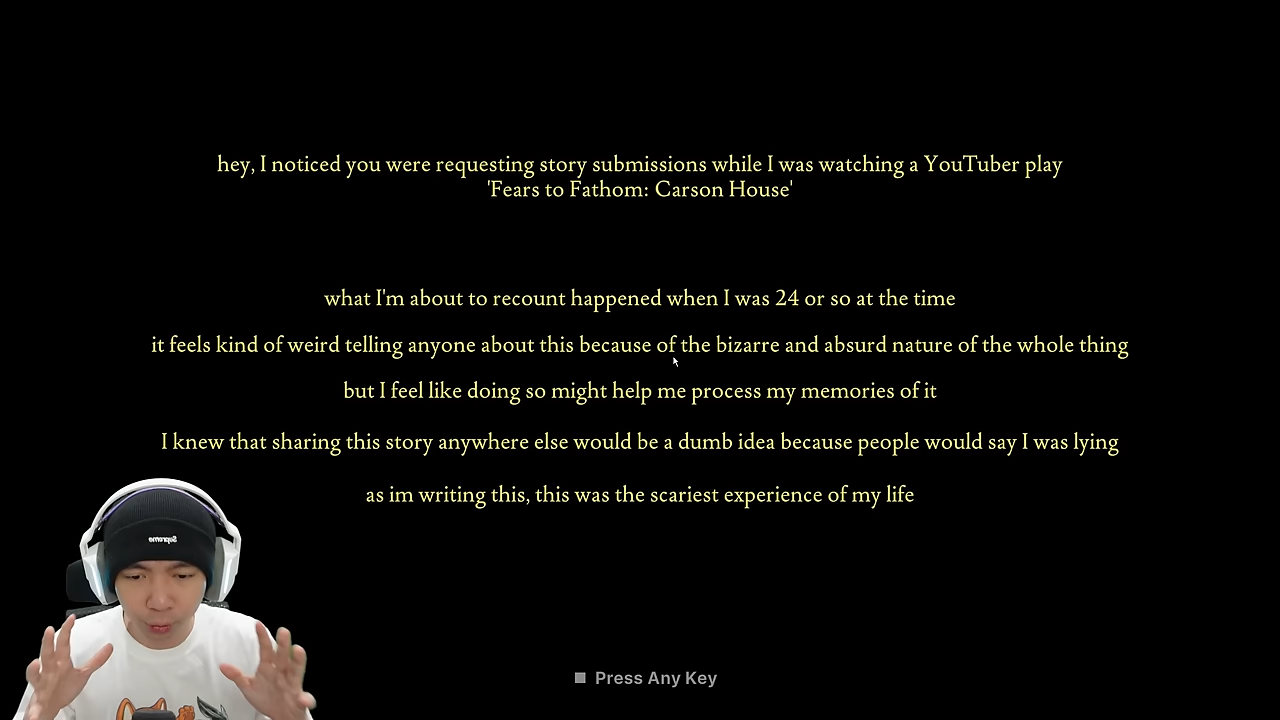 hey, I noticed you were requesting story submissions while I was watching a YouTuber play
'Fears to Fathom: Carson House'
what I'm about to recount happened when I was 24 or so at the time
it feels kind of weird telling anyone about this because of the bizarre and absurd nature of the whole thing
but I feel like doing so might help me process my memories of it
I knew that sharing this story anywhere else would be a dumb idea because people would say I was lying
as im writing this, this was the scariest experience of my life
Supreme
Press Any Key